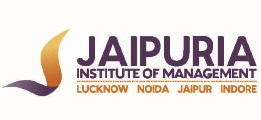 JAIPURIA
INSTITUTE OF MANAGEMENT
LUCKNOW NOIDA JAIPUR INDORE